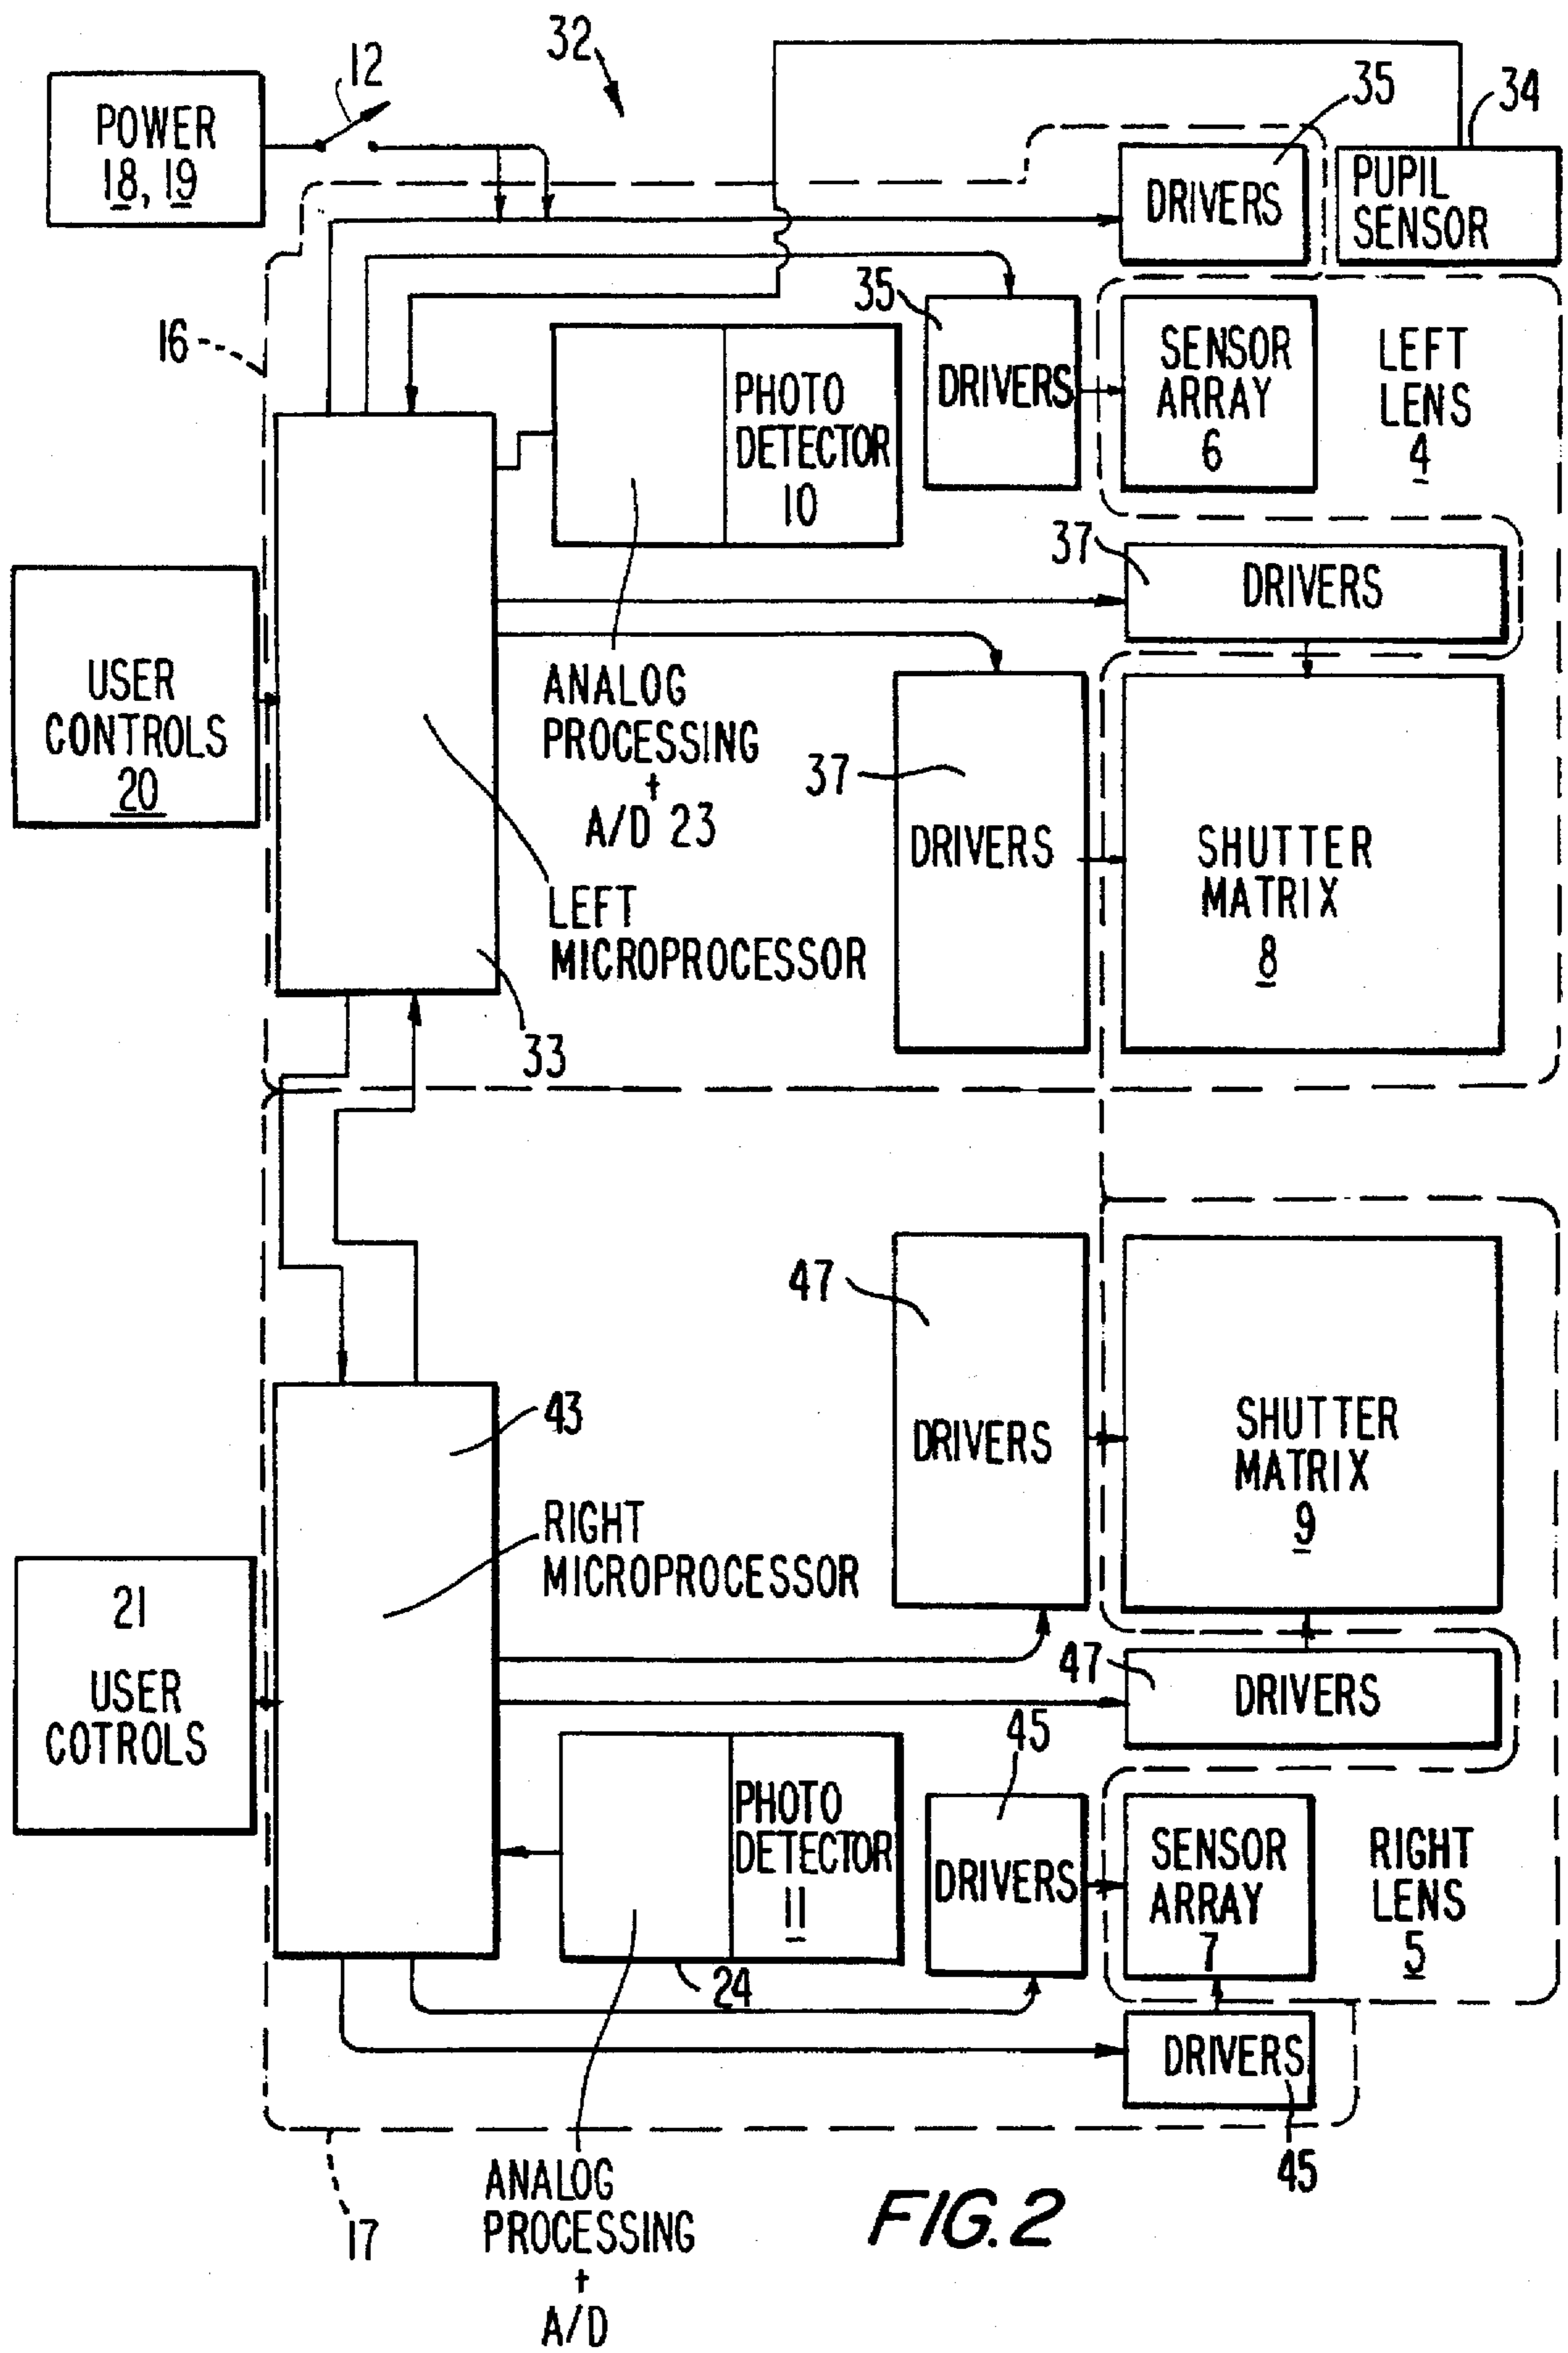 32
12
POWER
18, 19
35
34
DRIVERS
PUPIL
SENSOR
16
35
DRIVERS
SENSOR
ARRAY
6
LEFT
LENS
4
PHOTO
DETECTOR
10
37
DRIVERS
USER
CONTROLS
20
ANALOG
PROCESSING
+
A/D 23
37
DRIVERS
SHUTTER
MATRIX
8
LEFT
MICROPROCESSOR
33
47
DRIVERS
SHUTTER
MATRIX
9
43
RIGHT
MICROPROCESSOR
21
USER
COTROLS
47
DRIVERS
45
PHOTO
DETECTOR
11
24
DRIVERS
SENSOR
ARRAY
7
RIGHT
LENS
5
DRIVERS
45
17
ANALOG
PROCESSING
+
A/D
FIG. 2